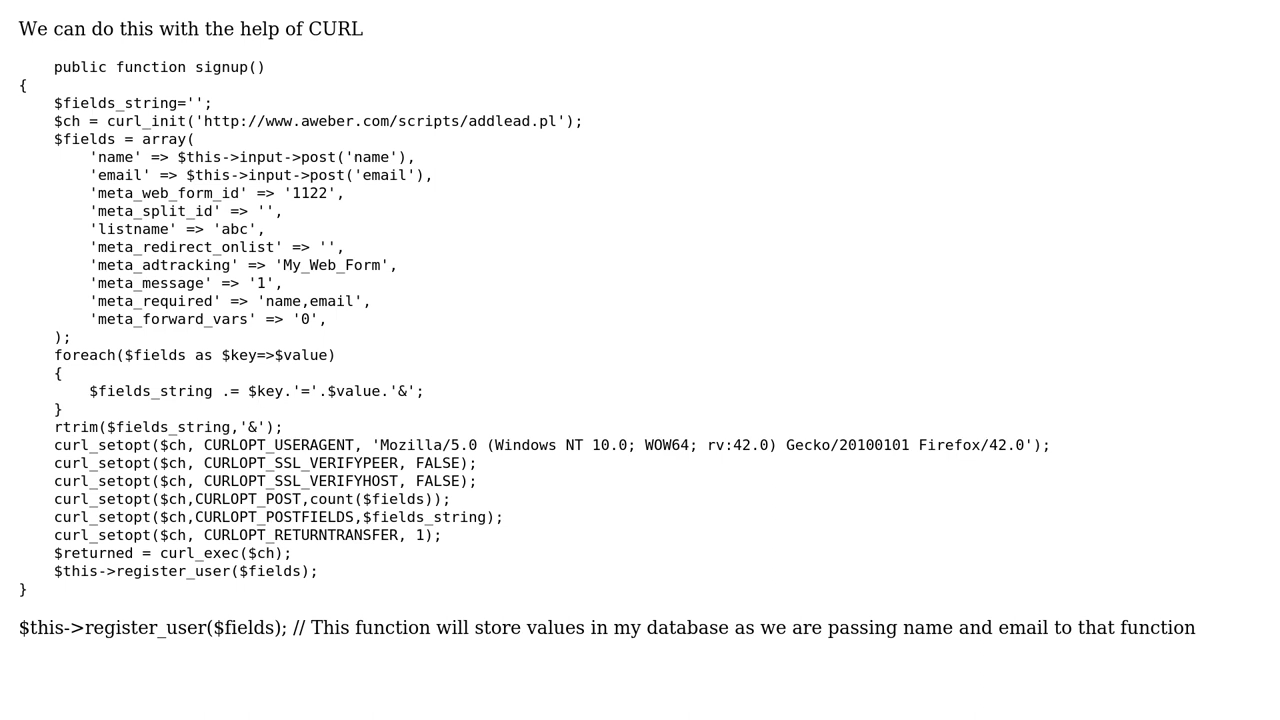 We can do this with the help of CURL
    public function signup()
{
    $fields_string='';
    $ch = curl_init('http://www.aweber.com/scripts/addlead.pl');
    $fields = array(
        'name' => $this->input->post('name'),
        'email' => $this->input->post('email'),
        'meta_web_form_id' => '1122',
        'meta_split_id' => '',
        'listname' => 'abc',
        'meta_redirect_onlist' => '',
        'meta_adtracking' => 'My_Web_Form',
        'meta_message' => '1',
        'meta_required' => 'name,email',
        'meta_forward_vars' => '0',
    );
    foreach($fields as $key=>$value)
    {
        $fields_string .= $key.'='.$value.'&';
    }
    rtrim($fields_string,'&');
    curl_setopt($ch, CURLOPT_USERAGENT, 'Mozilla/5.0 (Windows NT 10.0; WOW64; rv:42.0) Gecko/20100101 Firefox/42.0');
    curl_setopt($ch, CURLOPT_SSL_VERIFYPEER, FALSE);
    curl_setopt($ch, CURLOPT_SSL_VERIFYHOST, FALSE);
    curl_setopt($ch,CURLOPT_POST,count($fields));
    curl_setopt($ch,CURLOPT_POSTFIELDS,$fields_string);
    curl_setopt($ch, CURLOPT_RETURNTRANSFER, 1);
    $returned = curl_exec($ch);
    $this->register_user($fields);
}
$this->register_user($fields); // This function will store values in my database as we are passing name and email to that function